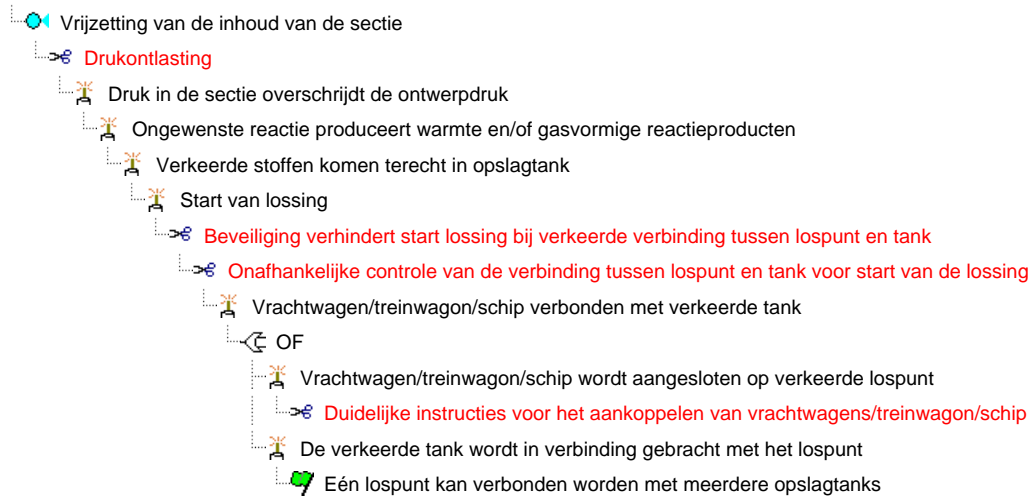 Vrijzetting van de inhoud van de sectie
Drukontlasting
Druk in de sectie overschrijdt de ontwerpdruk
Ongewenste reactie produceert warmte en/of gasvormige reactieproducten
Verkeerde stoffen komen terecht in opslagtank
Start van lossing
Beveiliging verhindert start lossing bij verkeerde verbinding tussen lospunt en tank
Onafhankelijke controle van de verbinding tussen lospunt en tank voor start van de lossing
Vrachtwagen/treinwagon/schip verbonden met verkeerde tank
OF
Vrachtwagen/treinwagon/schip wordt aangesloten op verkeerde lospunt
Duidelijke instructies voor het aankoppelen van vrachtwagens/treinwagon/schip
De verkeerde tank wordt in verbinding gebracht met het lospunt
Eén lospunt kan verbonden worden met meerdere opslagtanks